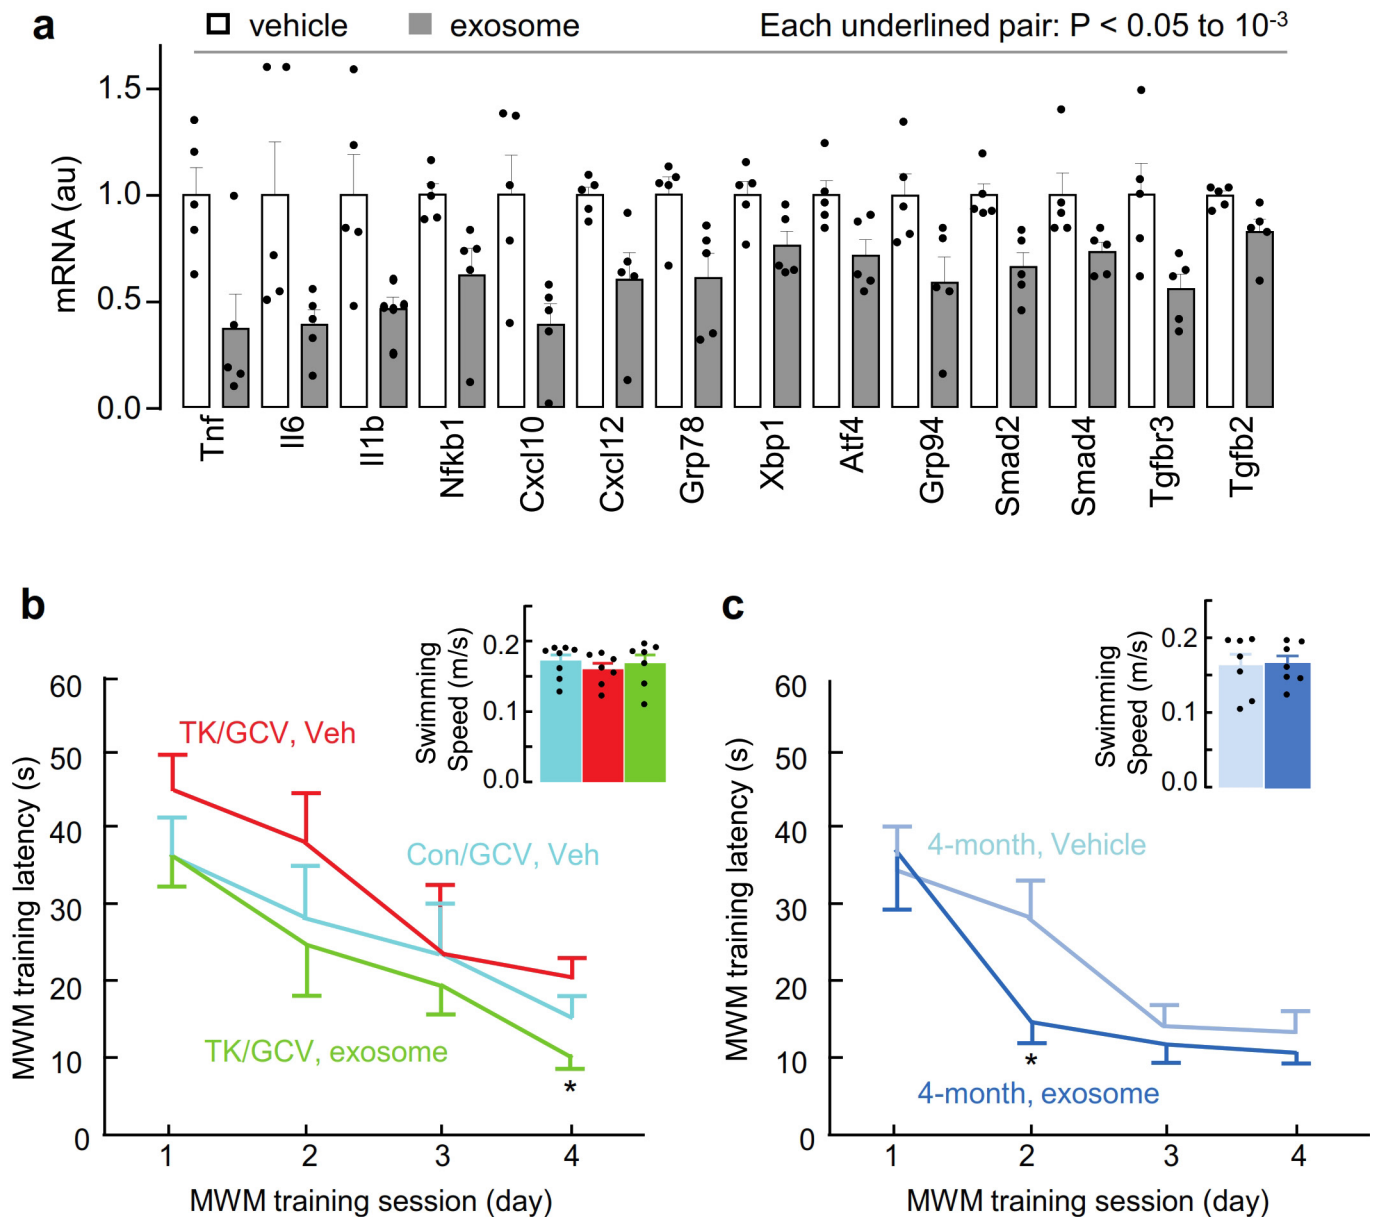 a
vehicle exosome Each underlined pair: P < 0.05 to 10-3
mRNA (au)
1.5
1.0
0.5
0.0
Tnf Il6 Il1b Nfkb1 Cxcl10 Cxcl12 Grp78 Xbp1 Atf4 Grp94 Smad2 Smad4 Tgfbr3 Tgfb2
b
Swimming
Speed (m/s)
0.2
0.1
0.0
MWM training latency (s)
60
50
40
30
20
10
0
TK/GCV, Veh
Con/GCV, Veh
TK/GCV, exosome
*
1 2 3 4
MWM training session (day)
c
Swimming
Speed (m/s)
0.2
0.1
0.0
MWM training latency (s)
60
50
40
30
20
10
0
4-month, Vehicle
*
4-month, exosome
1 2 3 4
MWM training session (day)